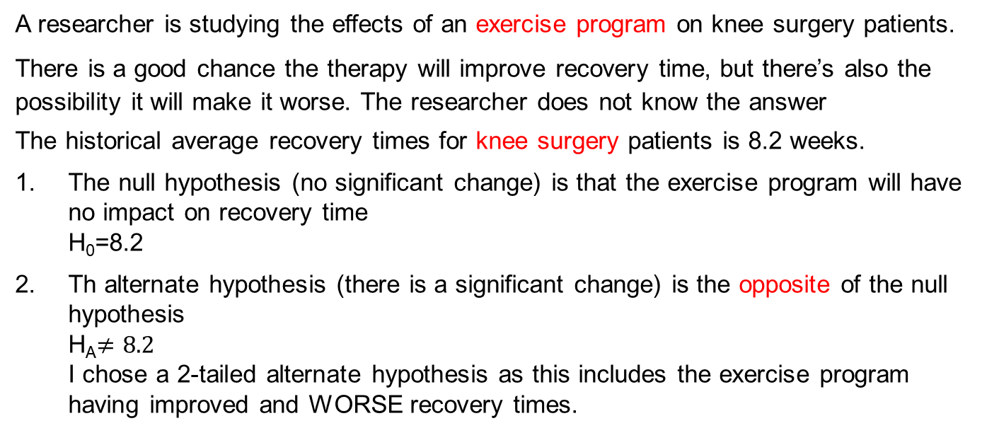 A researcher is studying the effects of an exercise program on knee surgery patients.
There is a good chance the therapy will improve recovery time, but there’s also the
possibility it will make it worse. The researcher does not know the answer
The historical average recovery times for knee surgery patients is 8.2 weeks.
1. The null hypothesis (no significant change) is that the exercise program will have
no impact on recovery time
H₀=8.2
2. Th alternate hypothesis (there is a significant change) is the opposite of the null
hypothesis
H_A≠ 8.2
I chose a 2-tailed alternate hypothesis as this includes the exercise program
having improved and WORSE recovery times.